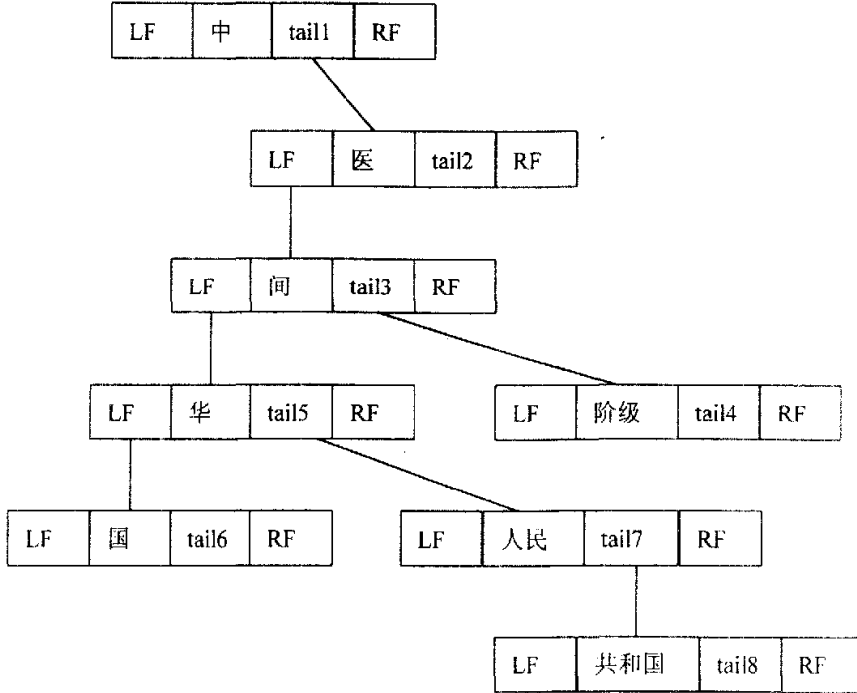 LF 中 tail1 RF
LF 医 tail2 RF
LF 间 tail3 RF
LF 华 tail5 RF LF 阶级 tail4 RF
LF 国 tail6 RF LF 人民 tail7 RF
LF 共和国 tail8 RF